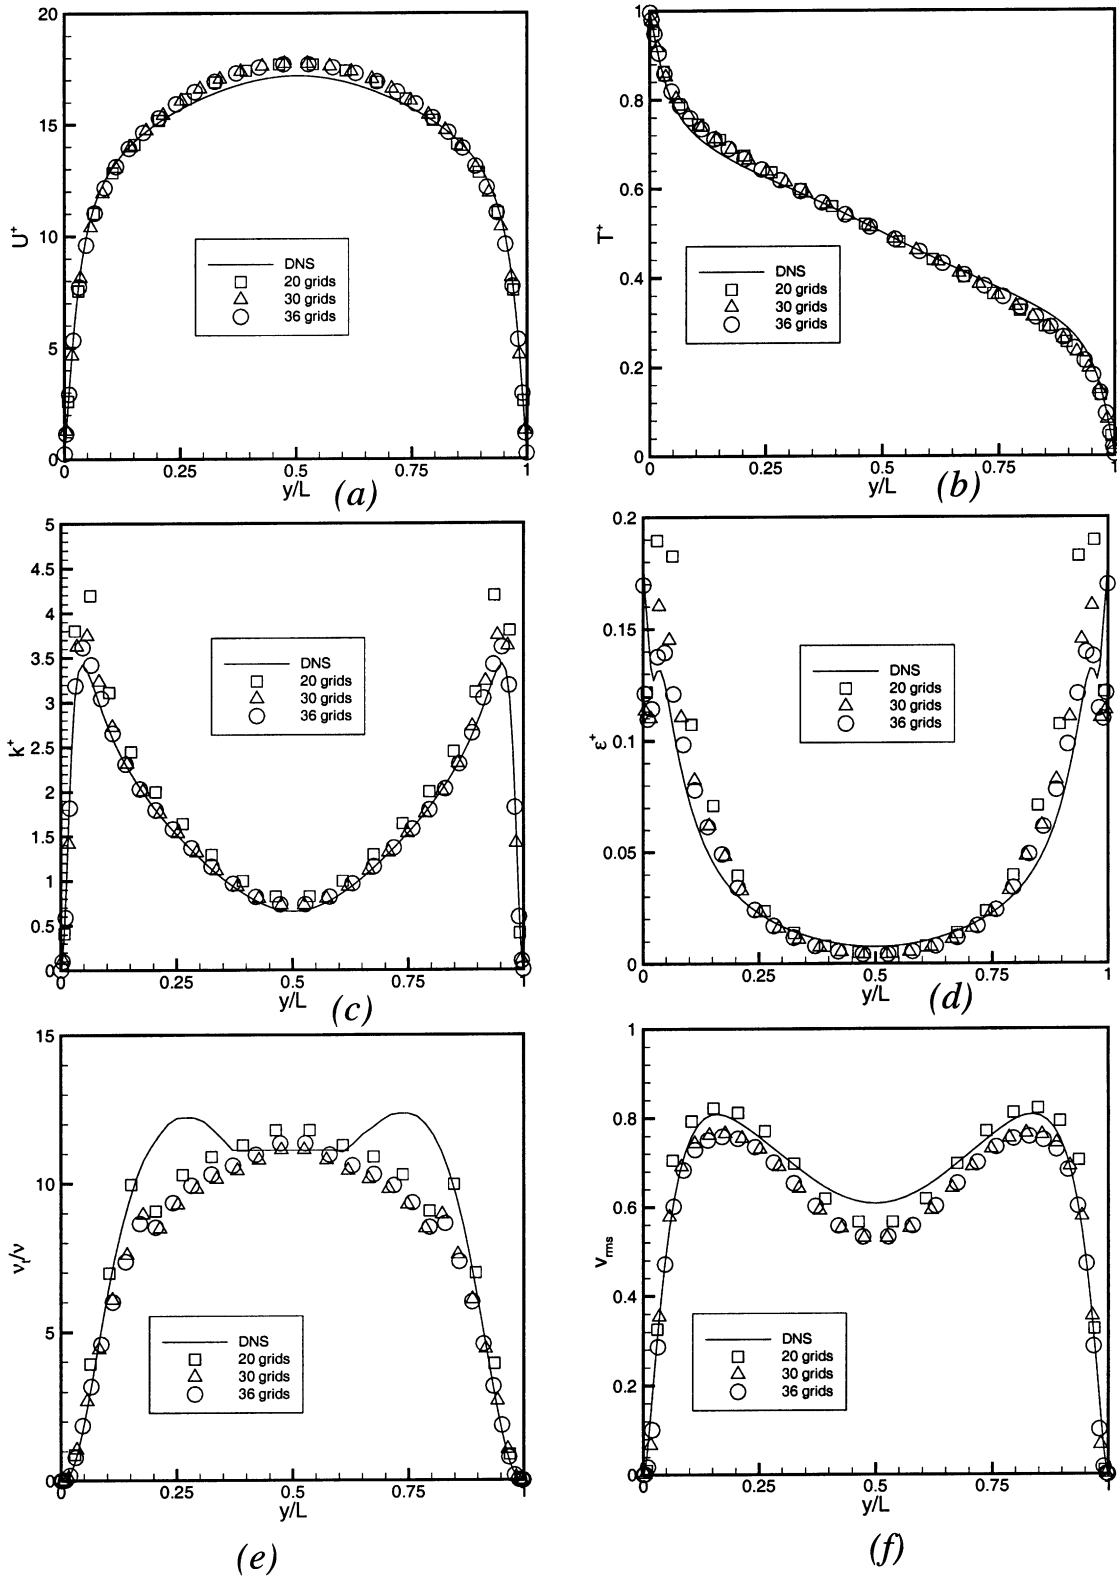 20
15
10
5
0
U⁺
DNS
20 grids
30 grids
36 grids
0 0.25 0.5 0.75 1
y/L
(a)
1
0.8
0.6
0.4
0.2
0
T⁺
DNS
20 grids
30 grids
36 grids
0 0.25 0.5 0.75 1
y/L
(b)
5
4.5
4
3.5
3
2.5
2
1.5
1
0.5
0
k⁺
DNS
20 grids
30 grids
36 grids
0 0.25 0.5 0.75 1
y/L
(c)
0.2
0.15
0.1
0.05
0
ε⁺
DNS
20 grids
30 grids
36 grids
0 0.25 0.5 0.75 1
y/L
(d)
15
10
5
0
νₜ/ν
DNS
20 grids
30 grids
36 grids
0 0.25 0.5 0.75 1
y/L
(e)
1
0.8
0.6
0.4
0.2
0
v_rms
DNS
20 grids
30 grids
36 grids
0 0.25 0.5 0.75 1
y/L
(f)